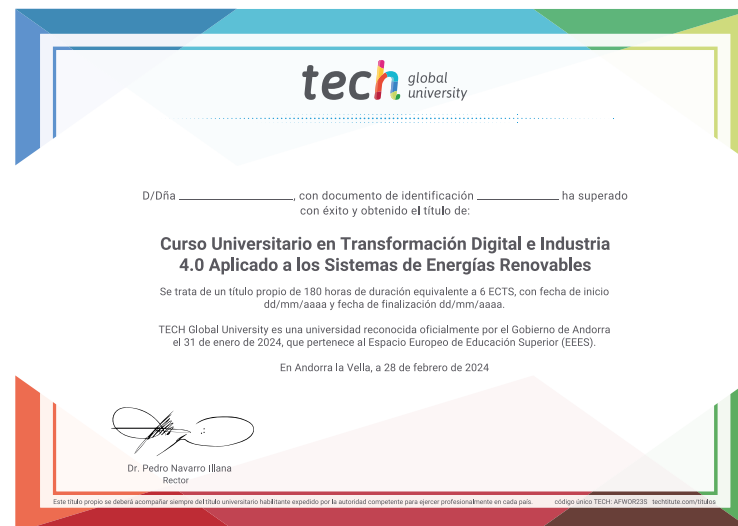 tech global university
D/Dña ______________, con documento de identificación __________ ha superado
con éxito y obtenido el título de:
Curso Universitario en Transformación Digital e Industria
4.0 Aplicado a los Sistemas de Energías Renovables
Se trata de un título propio de 180 horas de duración equivalente a 6 ECTS, con fecha de inicio
dd/mm/aaaa y fecha de finalización dd/mm/aaaa.
TECH Global University es una universidad reconocida oficialmente por el Gobierno de Andorra
el 31 de enero de 2024, que pertenece al Espacio Europeo de Educación Superior (EEES).
En Andorra la Vella, a 28 de febrero de 2024
Dr. Pedro Navarro Illana
Rector
Este título propio se deberá acompañar siempre del título universitario habilitante expedido por la autoridad competente para ejercer profesionalmente en cada país. código único TECH: AFWOR23S techtitute.com/titulos